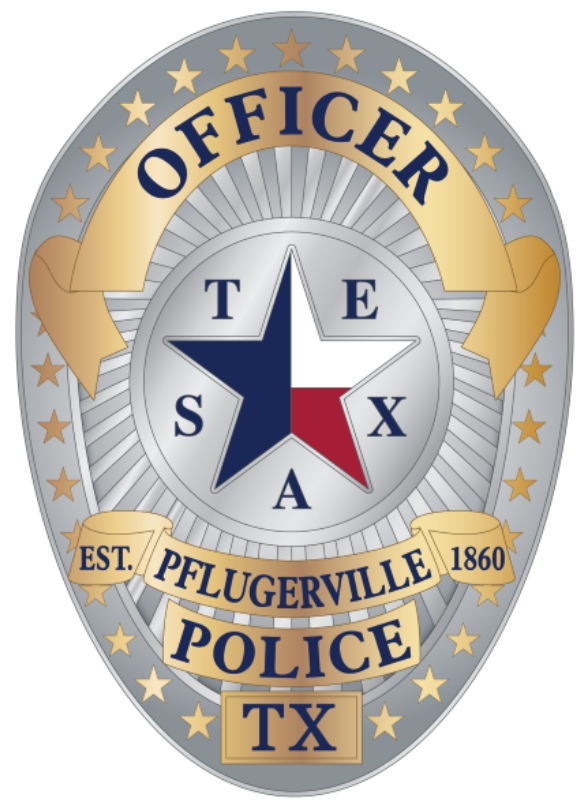 OFFICER
T E X A S
EST. PFLUGERVILLE 1860
POLICE
TX